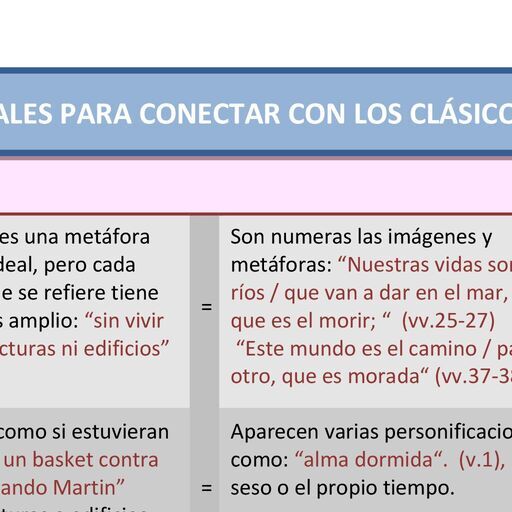 ALES PARA CONECTAR CON LOS CLÁSICO
es una metáfora
deal, pero cada
e se refiere tiene
s amplio: “sin vivir
cturas ni edificios”
=
Son numeras las imágenes y
metáforas: “Nuestras vidas son
ríos / que van a dar en el mar,
que es el morir; “ (vv.25-27)
“Este mundo es el camino / pa
otro, que es morada“ (vv.37-38
como si estuvieran
un basket contra
ando Martin”
=
Aparecen varias personificacio
como: “alma dormida“. (v.1),
seso o el propio tiempo.